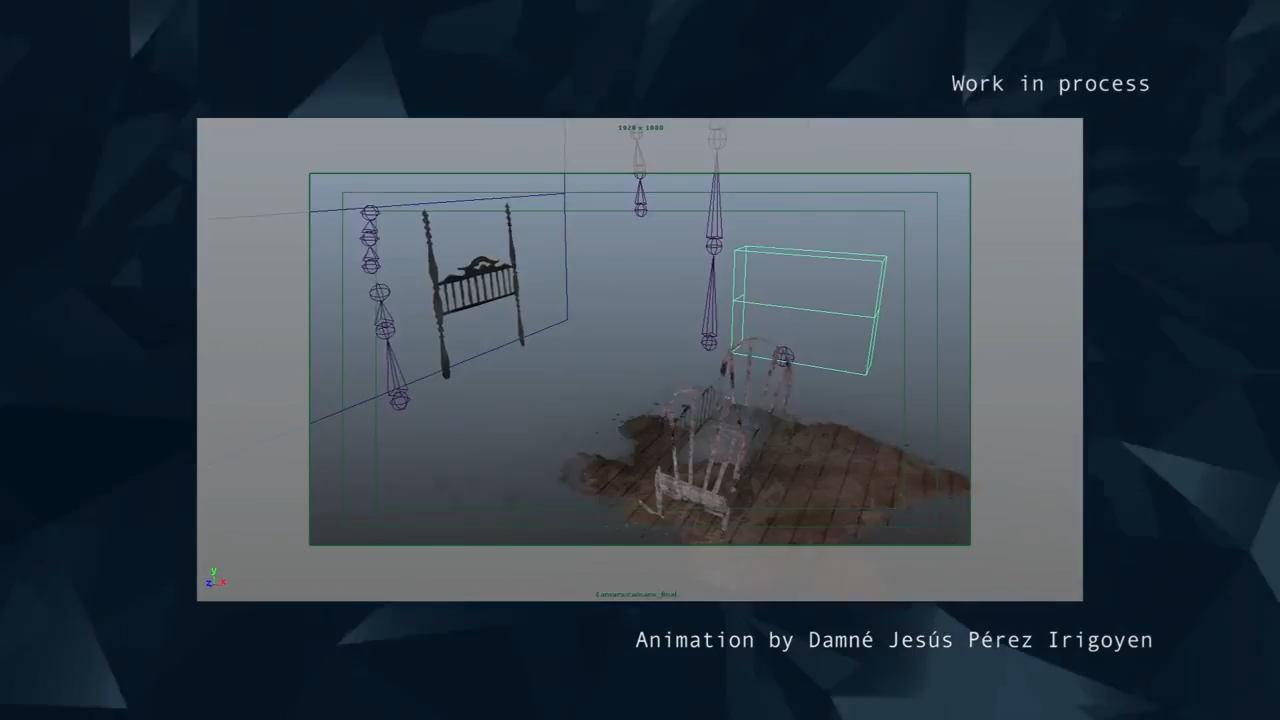 Work in process
1920 x 1080
y
z x
Animation by Damné Jesús Pérez Irigoyen